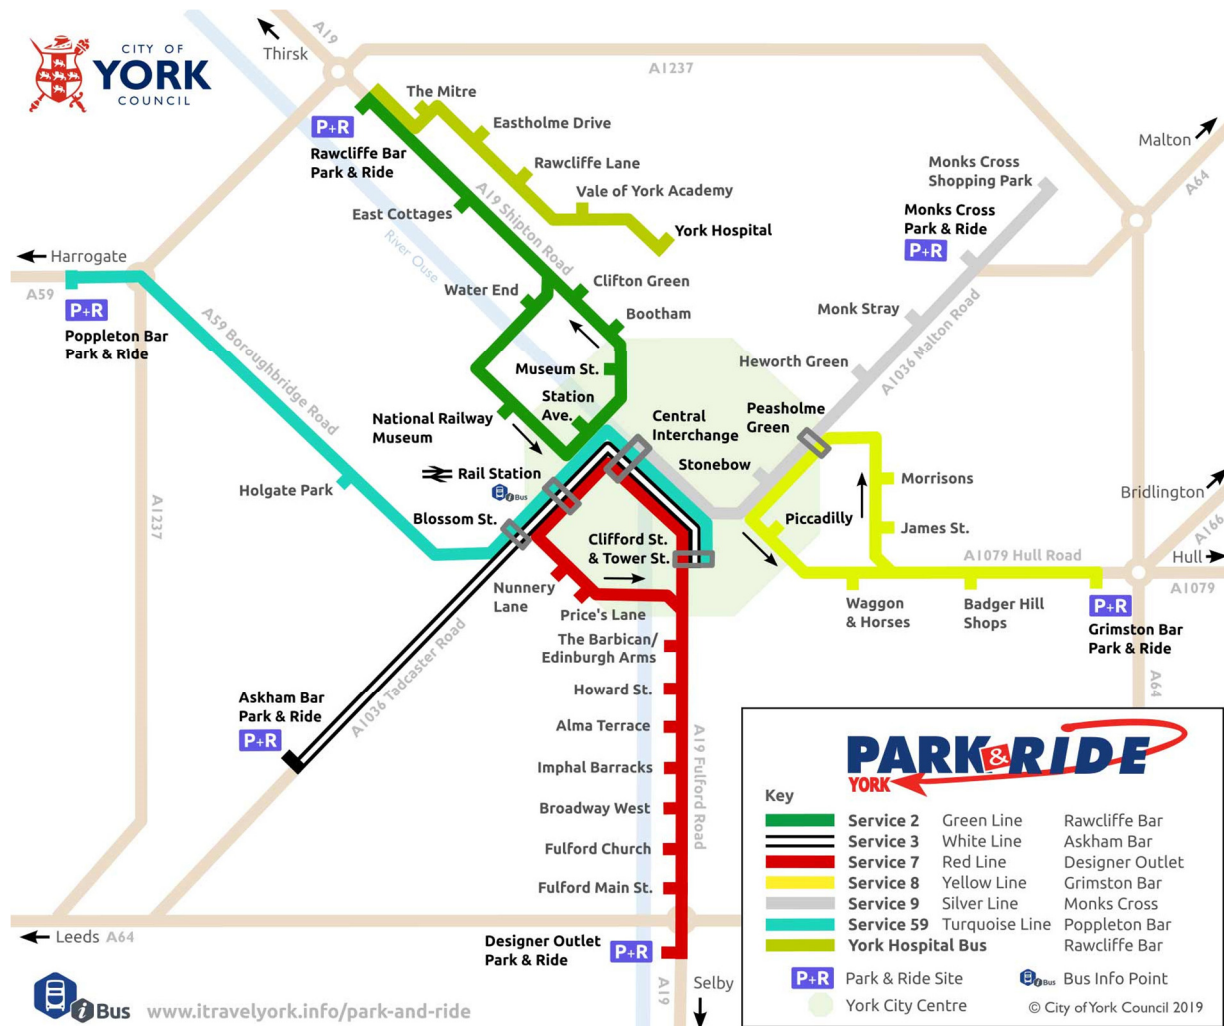 CITY OF
YORK
COUNCIL
A19
Thirsk
A1237
P+R
Rawcliffe Bar
Park & Ride
The Mitre
Eastholme Drive
Rawcliffe Lane
Vale of York Academy
York Hospital
Malton
A64
Monks Cross
Shopping Park
Monks Cross
Park & Ride
P+R
East Cottages
A19 Shipton Road
River Ouse
Harrogate
A59
P+R
Poppleton Bar
Park & Ride
A59 Boroughbridge Road
Water End
Clifton Green
Bootham
Monk Stray
A1036 Malton Road
Heworth Green
Museum St.
Station
Ave.
National Railway
Museum
Central
Interchange
Peasholme
Green
Rail Station
i Bus
Stonebow
Holgate Park
Blossom St.
Clifford St.
& Tower St.
Piccadilly
Morrisons
James St.
Bridlington
A166
Hull
A1079 Hull Road
A1079
A1237
Nunnery
Lane
Price's Lane
Waggon
& Horses
Badger Hill
Shops
P+R
Grimston Bar
Park & Ride
The Barbican/
Edinburgh Arms
Howard St.
Alma Terrace
Imphal Barracks
Broadway West
Fulford Church
Fulford Main St.
A19 Fulford Road
A64
Askham Bar
Park & Ride
P+R
A1036 Tadcaster Road
Leeds
A64
Designer Outlet
Park & Ride
P+R
A19
Selby
PARK & RIDE
YORK
Key
Service 2 Green Line Rawcliffe Bar
Service 3 White Line Askham Bar
Service 7 Red Line Designer Outlet
Service 8 Yellow Line Grimston Bar
Service 9 Silver Line Monks Cross
Service 59 Turquoise Line Poppleton Bar
York Hospital Bus Rawcliffe Bar
P+R Park & Ride Site
i Bus Bus Info Point
York City Centre
© City of York Council 2019
i Bus
www.itravelyork.info/park-and-ride